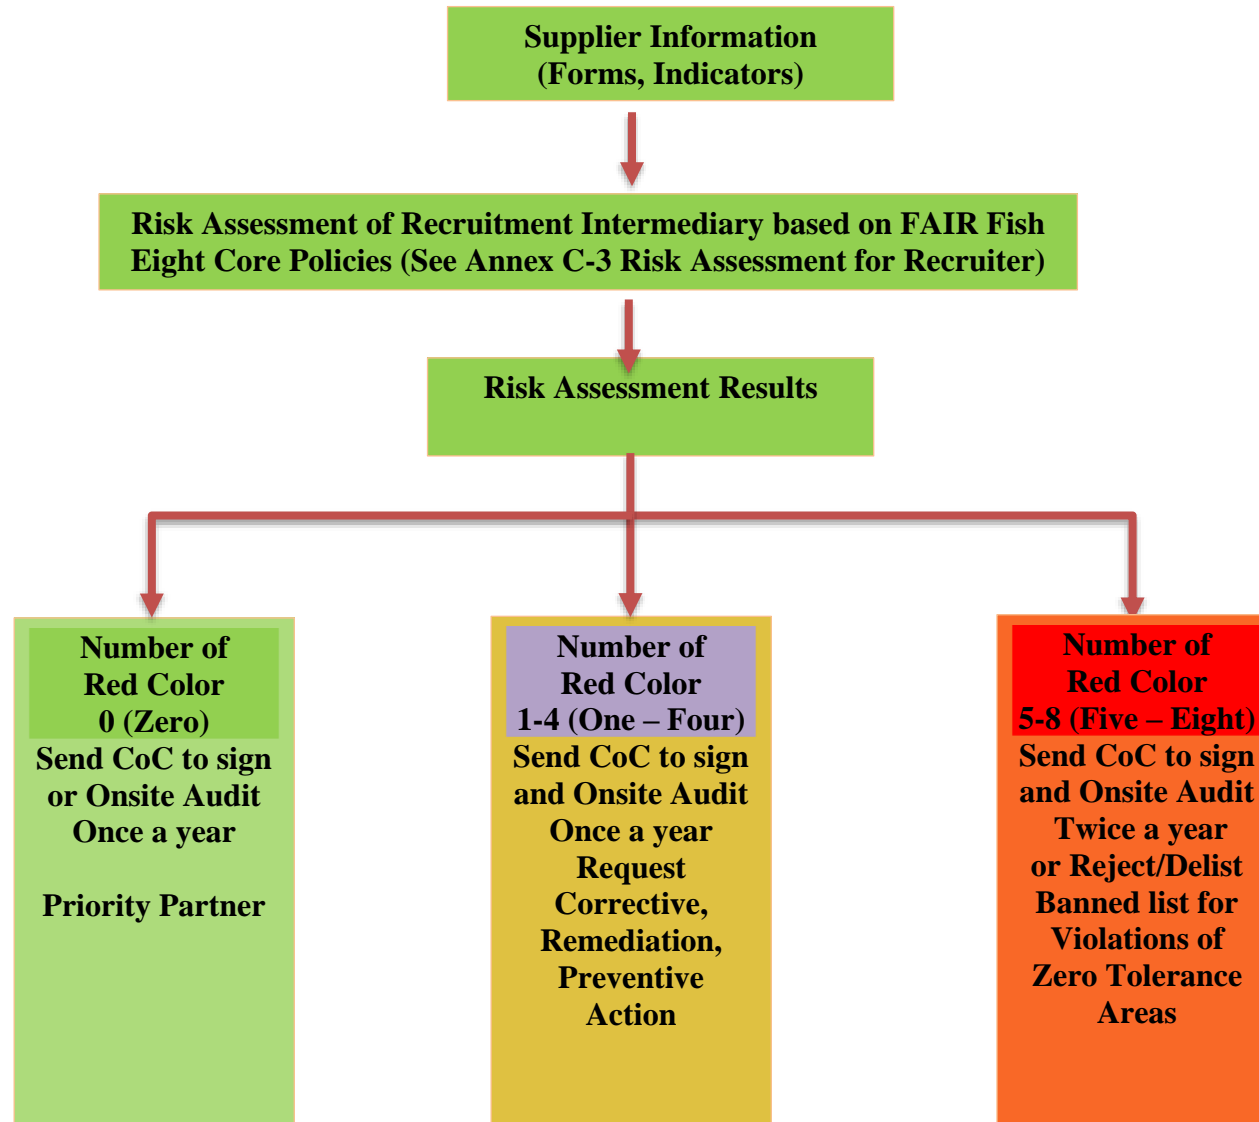 Supplier Information
(Forms, Indicators)
Risk Assessment of Recruitment Intermediary based on FAIR Fish
Eight Core Policies (See Annex C-3 Risk Assessment for Recruiter)
Risk Assessment Results
Number of
Red Color
0 (Zero)
Send CoC to sign
or Onsite Audit
Once a year
Priority Partner
Number of
Red Color
1-4 (One – Four)
Send CoC to sign
and Onsite Audit
Once a year
Request
Corrective,
Remediation,
Preventive
Action
Number of
Red Color
5-8 (Five – Eight)
Send CoC to sign
and Onsite Audit
Twice a year
or Reject/Delist
Banned list for
Violations of
Zero Tolerance
Areas